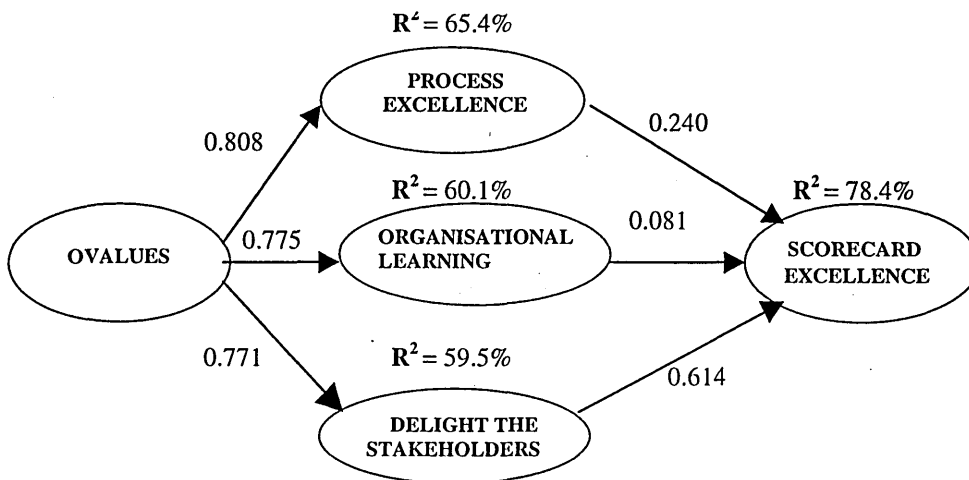 R² = 65.4%
PROCESS
EXCELLENCE
0.808
0.240
R² = 60.1%
R² = 78.4%
OVALUES
0.775
ORGANISATIONAL
LEARNING
0.081
SCORECARD
EXCELLENCE
0.771
R² = 59.5%
0.614
DELIGHT THE
STAKEHOLDERS